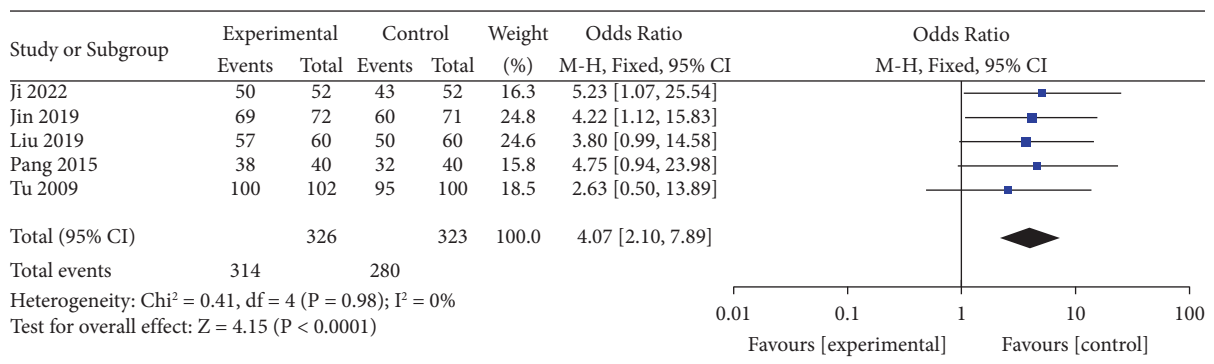 Study or Subgroup Experimental Control Weight Odds Ratio Odds Ratio
Events Total Events Total (%) M-H, Fixed, 95% CI M-H, Fixed, 95% CI
Ji 2022 50 52 43 52 16.3 5.23 [1.07, 25.54]
Jin 2019 69 72 60 71 24.8 4.22 [1.12, 15.83]
Liu 2019 57 60 50 60 24.6 3.80 [0.99, 14.58]
Pang 2015 38 40 32 40 15.8 4.75 [0.94, 23.98]
Tu 2009 100 102 95 100 18.5 2.63 [0.50, 13.89]
Total (95% CI) 326 323 100.0 4.07 [2.10, 7.89]
Total events 314 280
Heterogeneity: Chi² = 0.41, df = 4 (P = 0.98); I² = 0%
Test for overall effect: Z = 4.15 (P < 0.0001)
0.01 0.1 1 10 100
Favours [experimental] Favours [control]